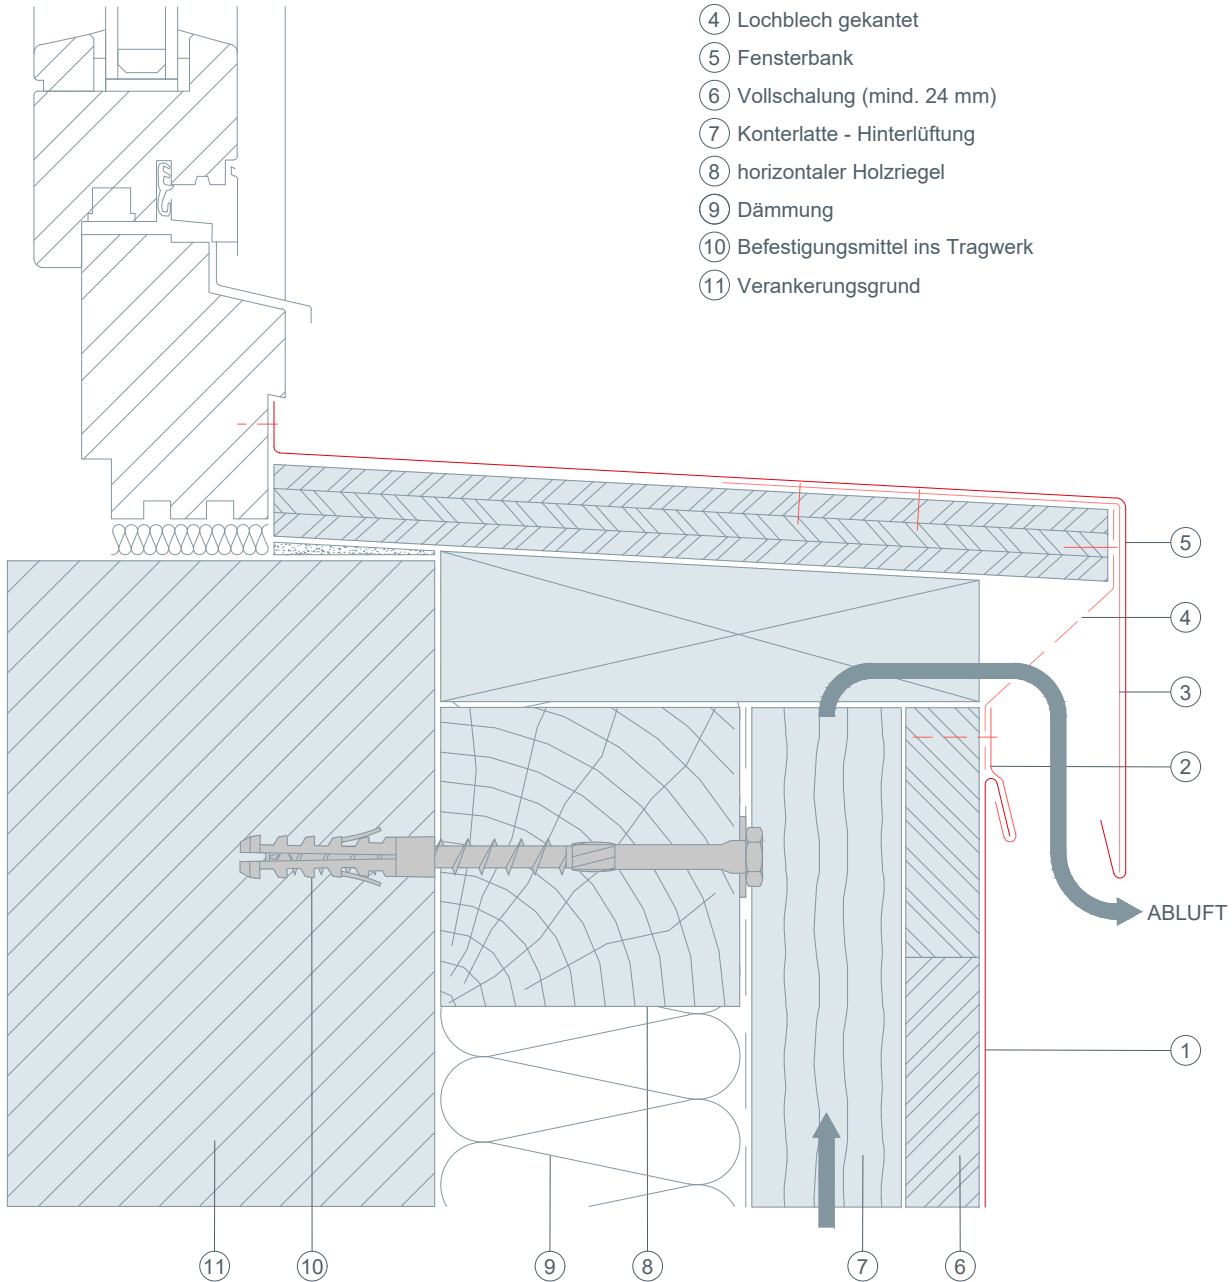 4 Lochblech gekantet
5 Fensterbank
6 Vollschalung (mind. 24 mm)
7 Konterlatte - Hinterlüftung
8 horizontaler Holzriegel
9 Dämmung
10 Befestigungsmittel ins Tragwerk
11 Verankerungsgrund
5
4
3
2
ABLUFT
1
11 10 9 8 7 6